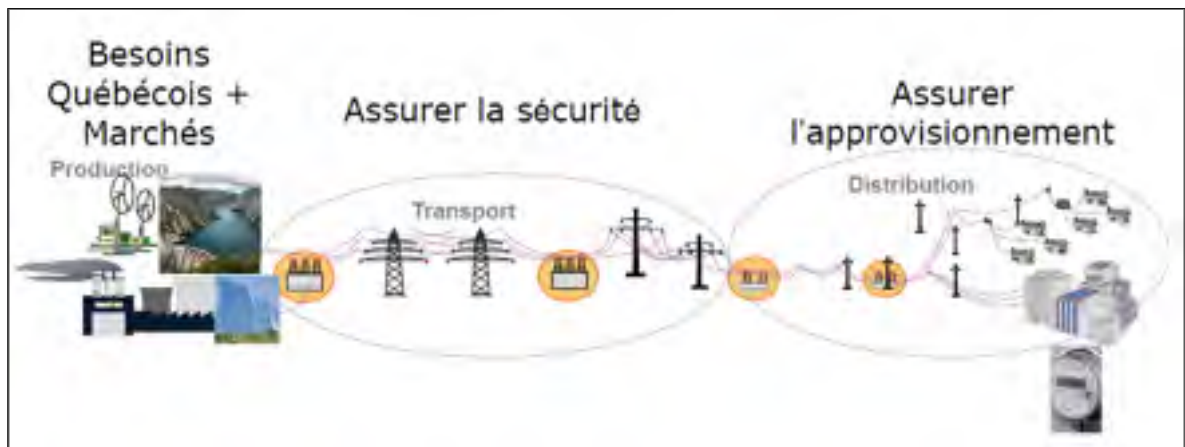 Besoins
Québécois +
Marchés
Production
Assurer la sécurité
Transport
Assurer
l'approvisionnement
Distribution